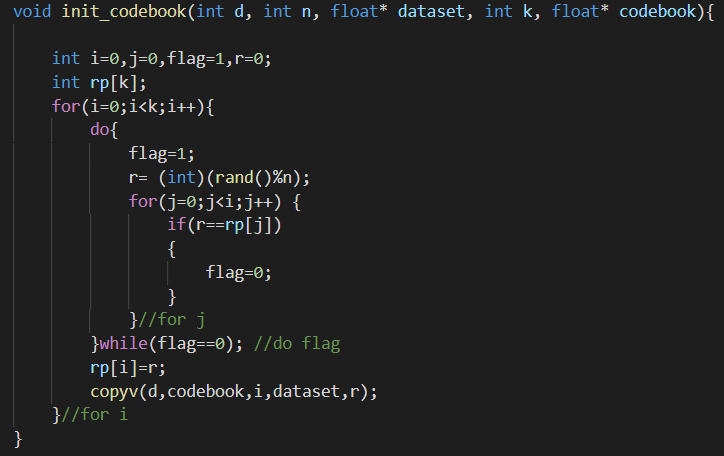 void init_codebook(int d, int n, float* dataset, int k, float* codebook){
int i=0,j=0,flag=1,r=0;
int rp[k];
for(i=0;i<k;i++){
do{
flag=1;
r= (int)(rand()%n);
for(j=0;j<i;j++) {
if(r==rp[j])
{
flag=0;
}
}//for j
}while(flag==0); //do flag
rp[i]=r;
copyv(d,codebook,i,dataset,r);
}//for i
}